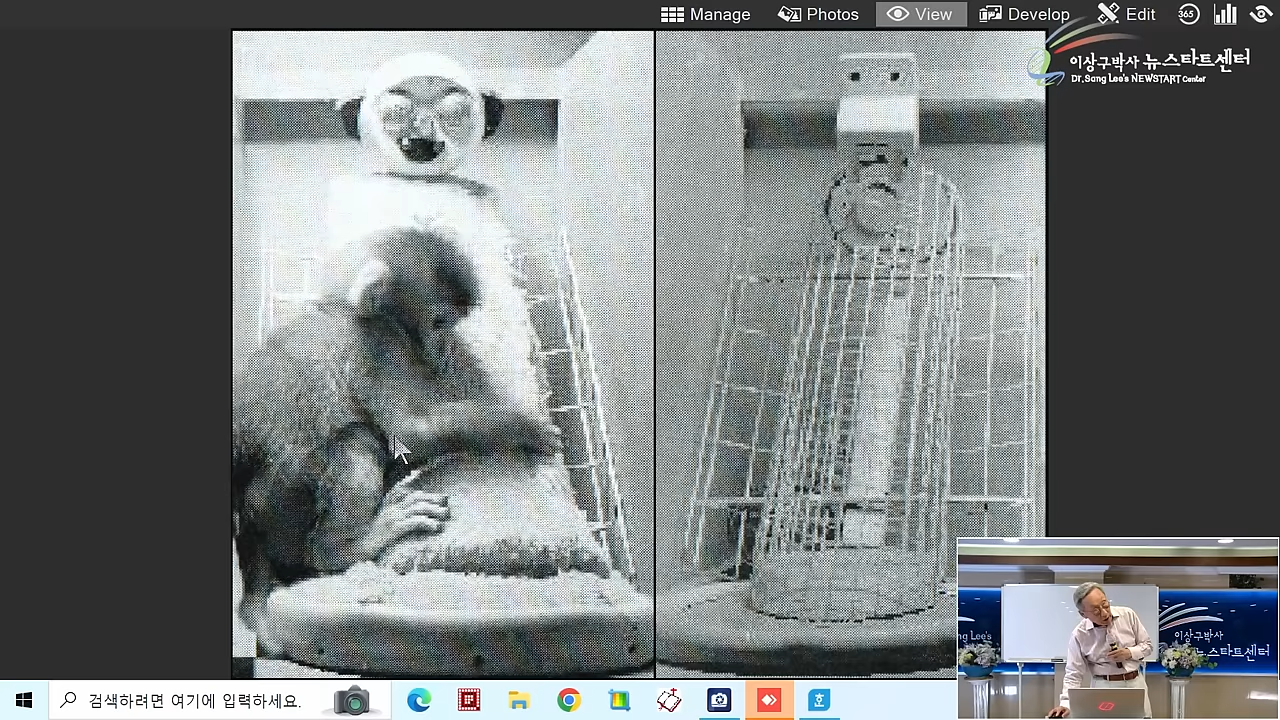 Manage Photos View Develop Edit 365
이상구박사 뉴스타트센터
Dr.Sang Lee's NEWSTART Center
ng Lee's
이상구박사
뉴스타트센터
검색하려면 여기에 입력하세요.